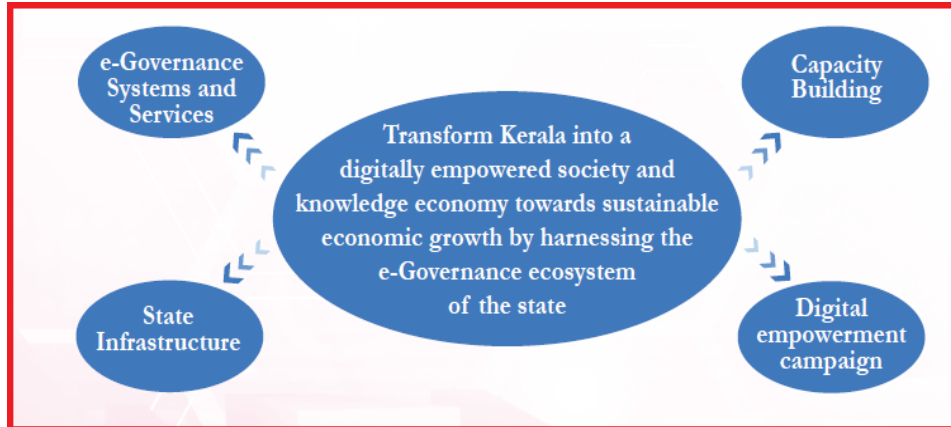 e-Governance
Systems and
Services
Capacity
Building
Transform Kerala into a
digitally empowered society and
knowledge economy towards sustainable
economic growth by harnessing the
e-Governance ecosystem
of the state
State
Infrastructure
Digital
empowerment
campaign